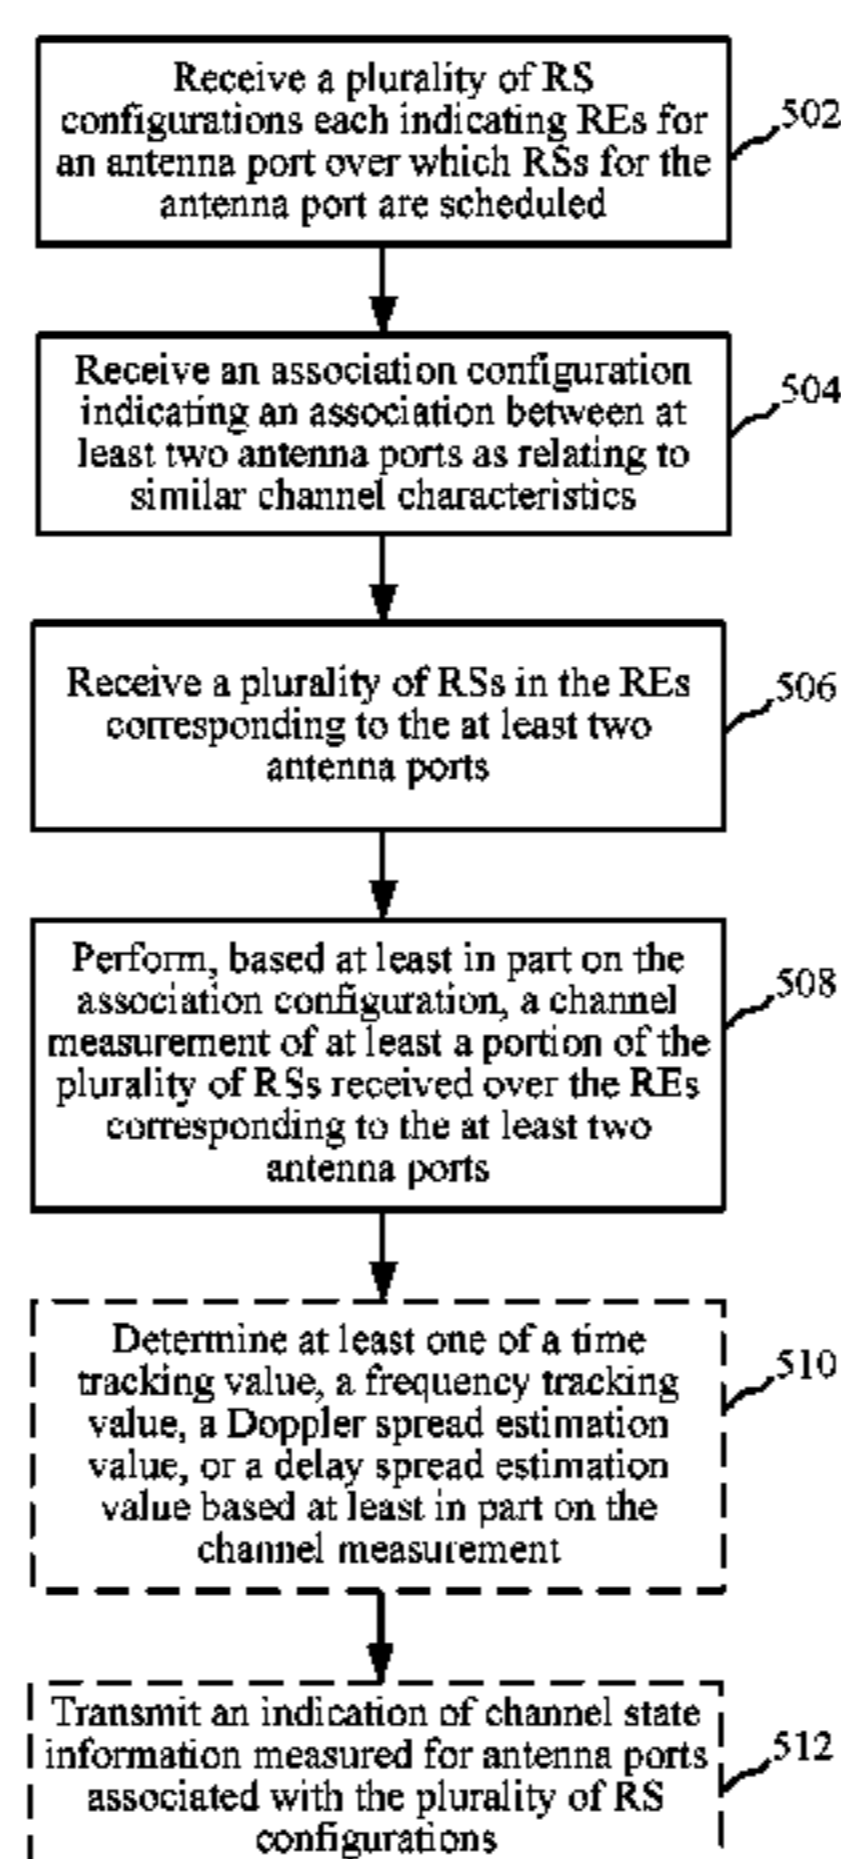 Receive a plurality of RS
configurations each indicating REs for
an antenna port over which RSs for the
antenna port are scheduled
502
Receive an association configuration
indicating an association between at
least two antenna ports as relating to
similar channel characteristics
504
Receive a plurality of RSs in the REs
corresponding to the at least two
antenna ports
506
Perform, based at least in part on the
association configuration, a channel
measurement of at least a portion of the
plurality of RSs received over the REs
corresponding to the at least two
antenna ports
508
Determine at least one of a time
tracking value, a frequency tracking
value, a Doppler spread estimation
value, or a delay spread estimation
value based at least in part on the
channel measurement
510
Transmit an indication of channel state
information measured for antenna ports
associated with the plurality of RS
configurations
512